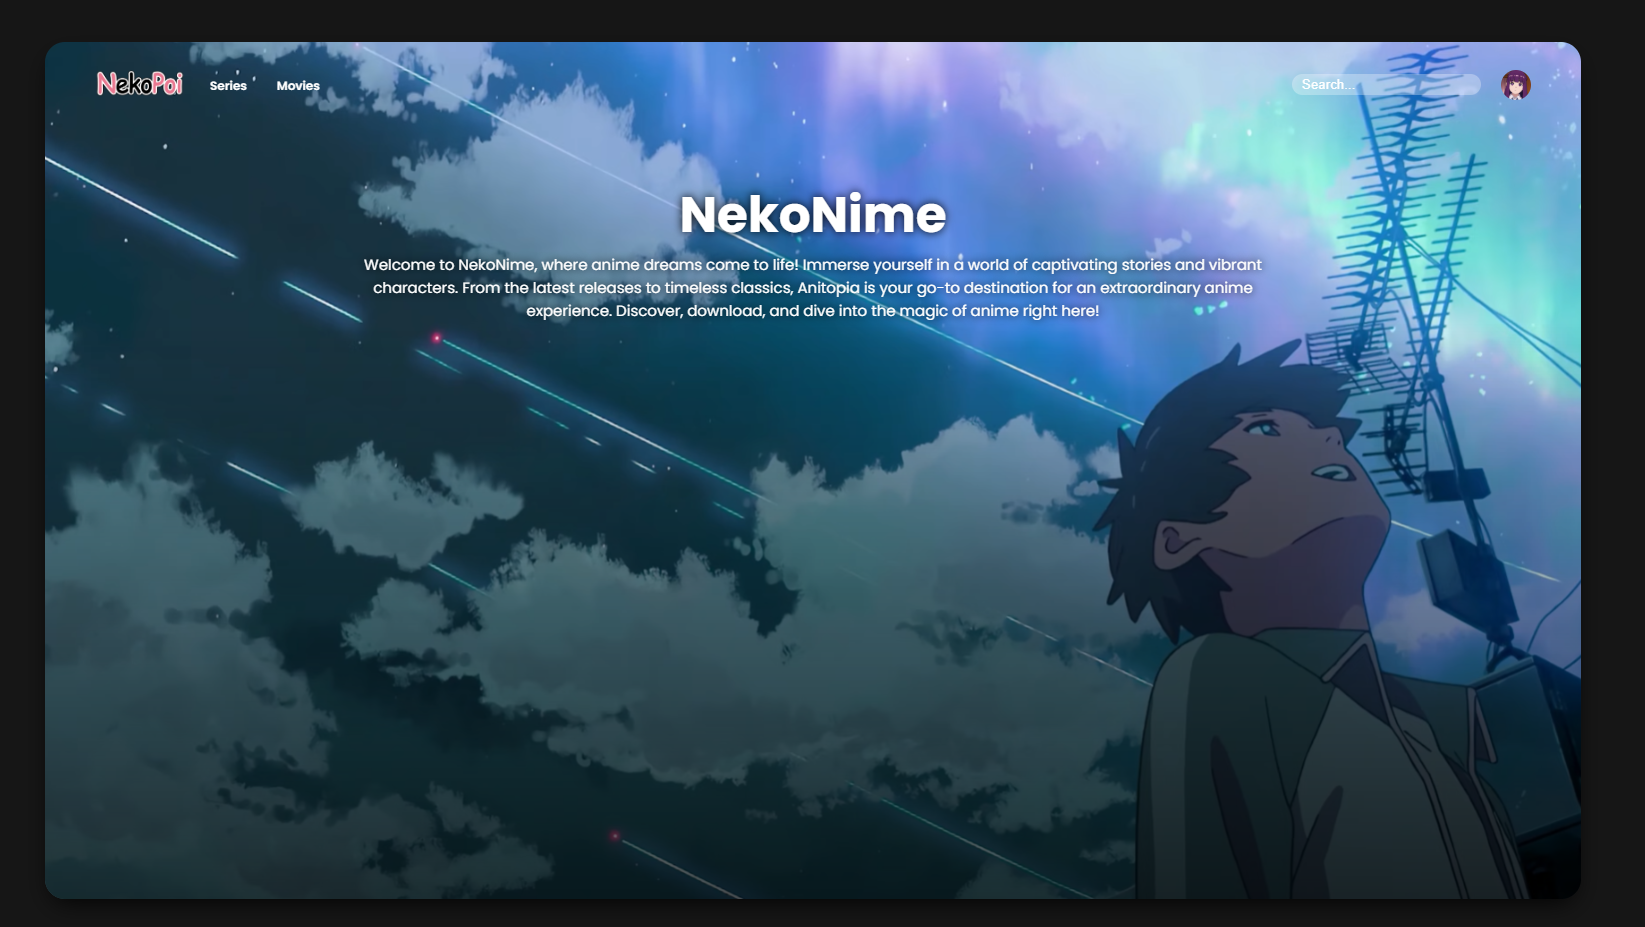 NekoPoi Series Movies Search...
NekoNime
Welcome to NekoNime, where anime dreams come to life! Immerse yourself in a world of captivating stories and vibrant
characters. From the latest releases to timeless classics, Anitopia is your go-to destination for an extraordinary anime
experience. Discover, download, and dive into the magic of anime right here!